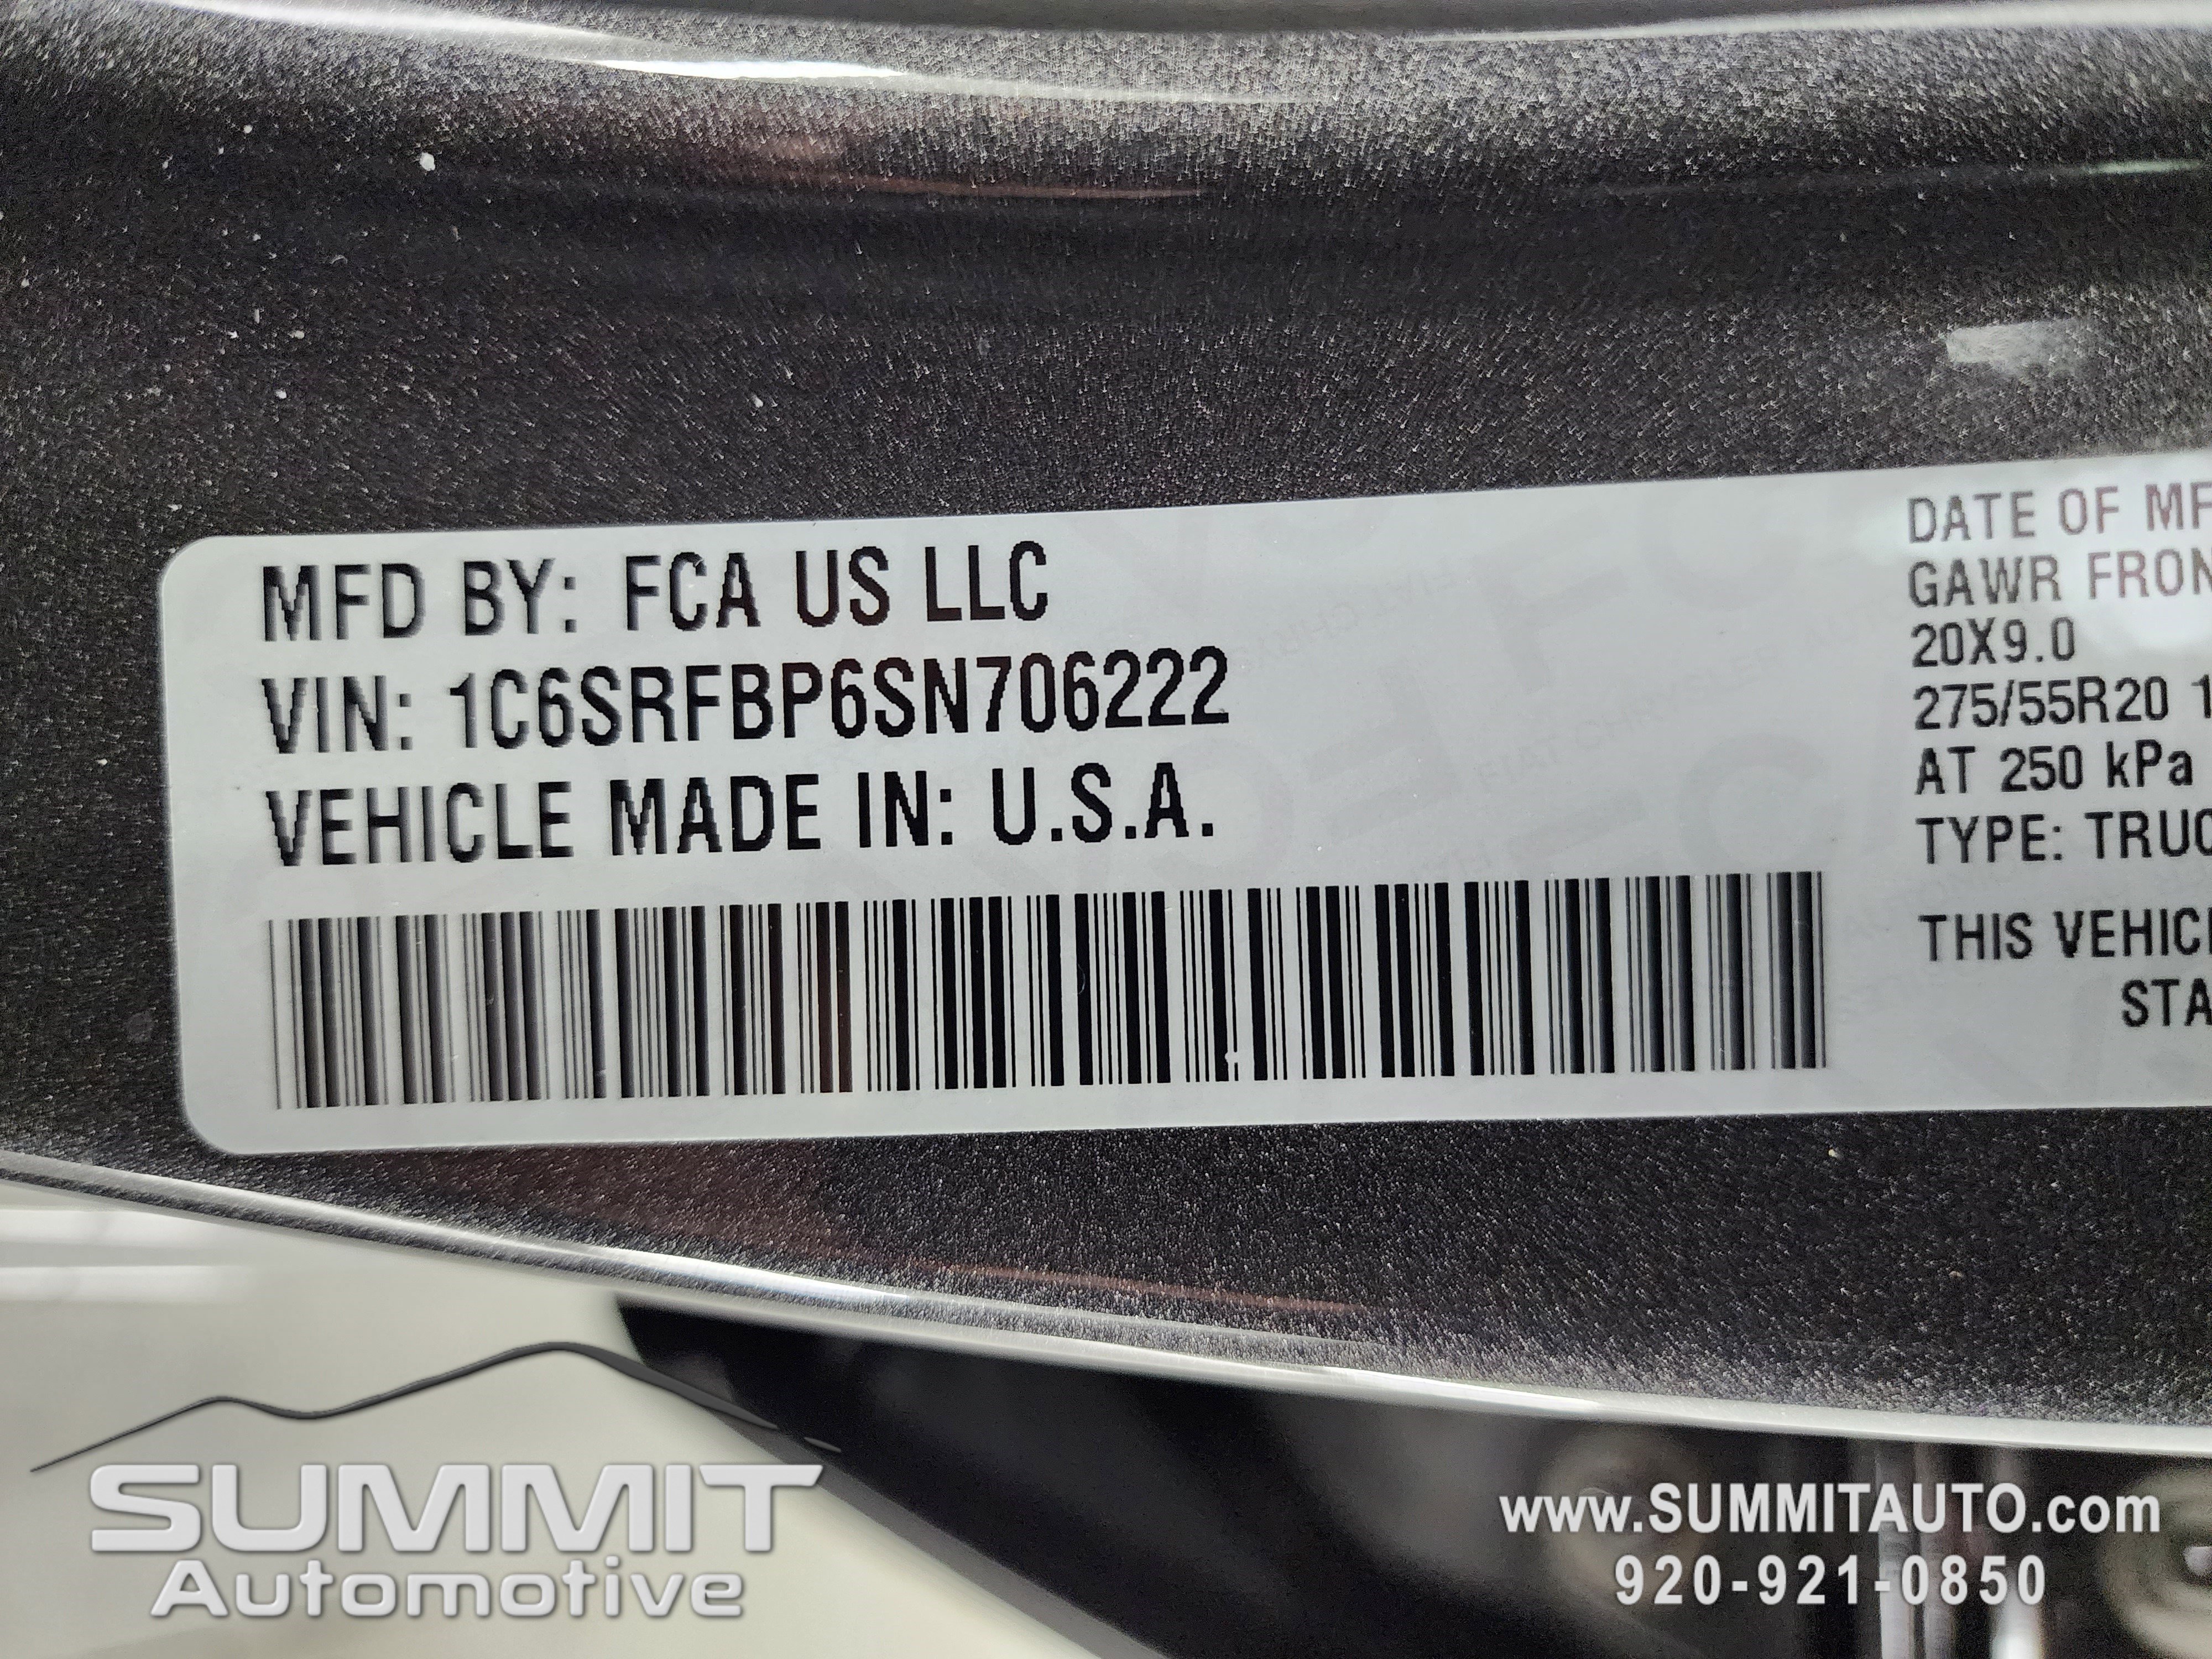 MFD BY: FCA US LLC
VIN: 1C6SRFBP6SN706222
VEHICLE MADE IN: U.S.A.
DATE OF MF
GAWR FRON
20X9.0
275/55R20 1
AT 250 kPa
TYPE: TRUC
THIS VEHIC
STA
SUMMIT
Automotive
www.SUMMITAUTO.com
920-921-0850